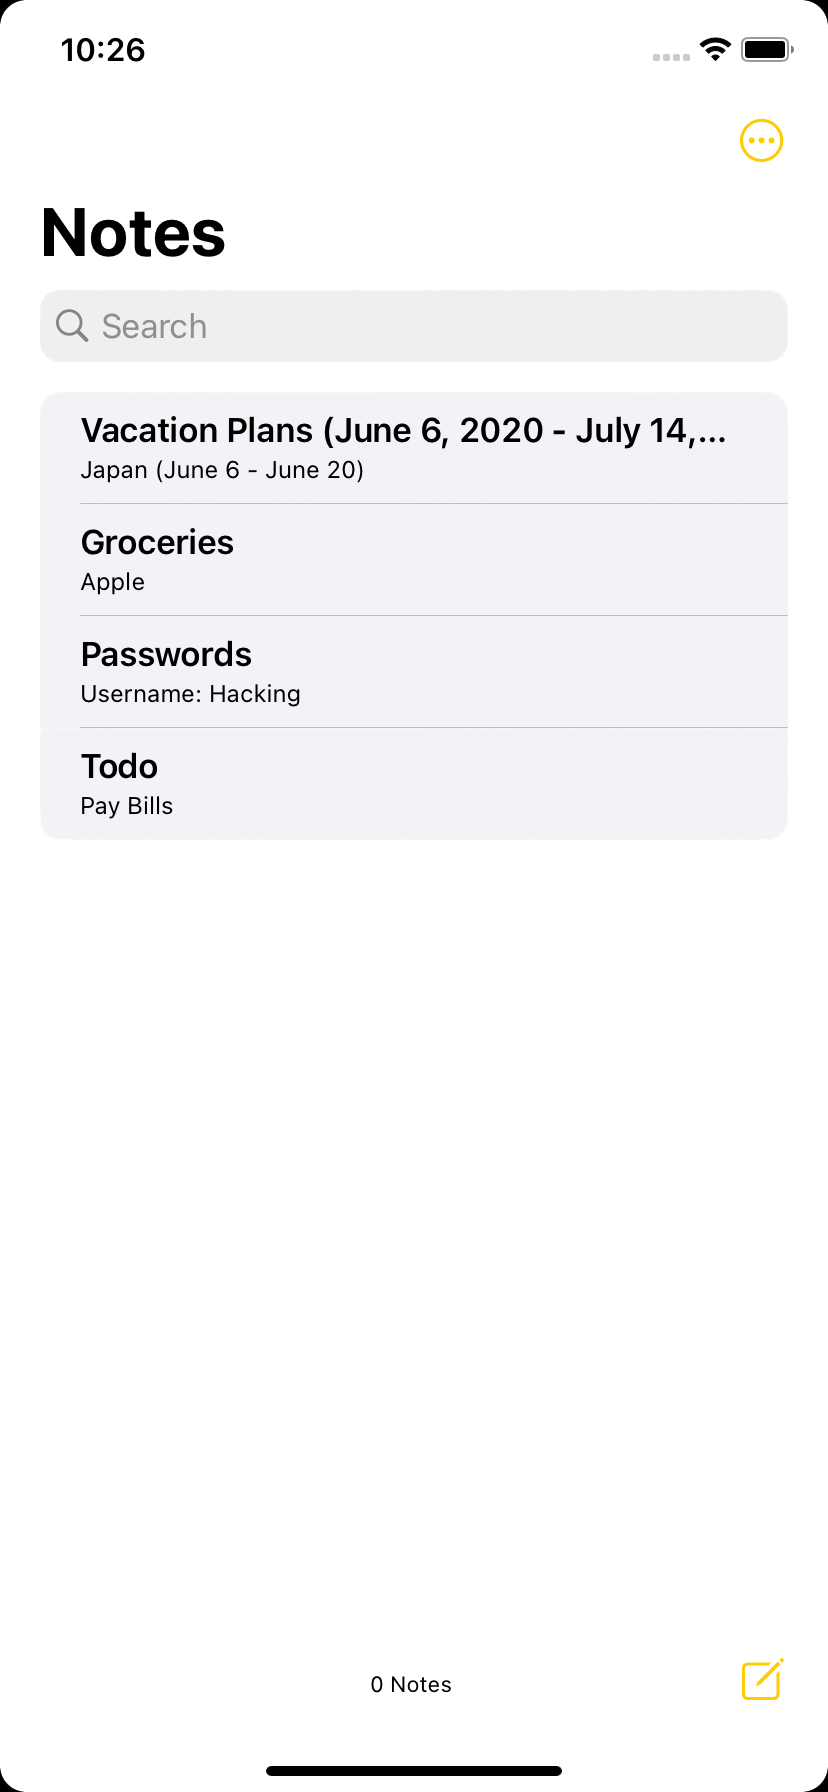 10:26
Notes
Search
Vacation Plans (June 6, 2020 - July 14,...
Japan (June 6 - June 20)
Groceries
Apple
Passwords
Username: Hacking
Todo
Pay Bills
0 Notes